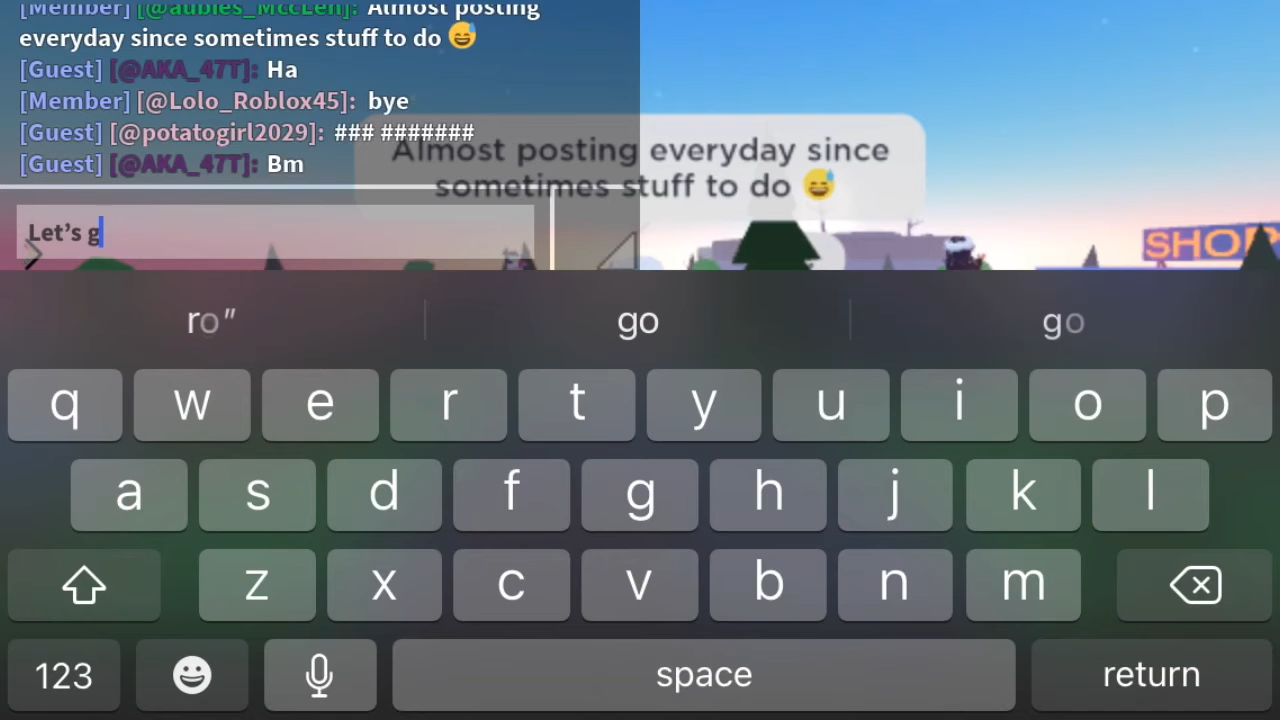 [Member] [@aubies_McCleh]: Almost posting
everyday since sometimes stuff to do 😅
[Guest] [@AKA_47T]: Ha
[Member] [@Lolo_Roblox45]: bye
[Guest] [@potatogirl2029]: ### #######
[Guest] [@AKA_47T]: Bm
Almost posting everyday since
sometimes stuff to do 😅
Let’s g
SHOP
ro” go go
q w e r t y u i o p
a s d f g h j k l
z x c v b n m
123 space return